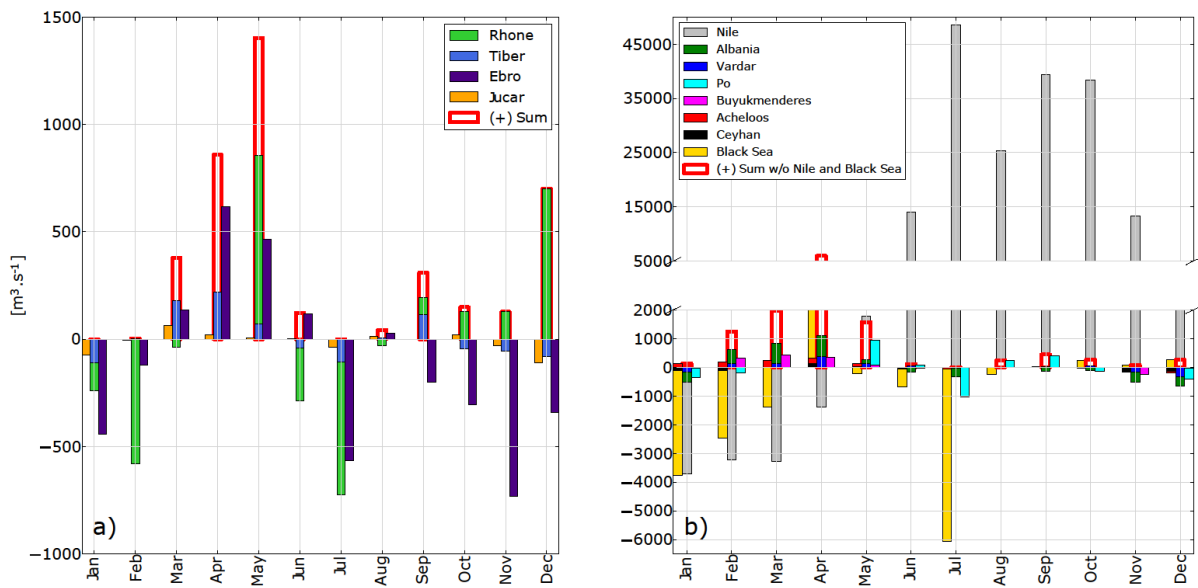 [m³.s⁻¹]
1500
1000
500
0
−500
−1000
Rhone
Tiber
Ebro
Jucar
(+) Sum
a)
Jan
Feb
Mar
Apr
May
Jun
Jul
Aug
Sep
Oct
Nov
Dec
45000
35000
25000
15000
5000
2000
1000
0
−1000
−2000
−3000
−4000
−5000
−6000
Nile
Albania
Vardar
Po
Buyukmenderes
Acheloos
Ceyhan
Black Sea
(+) Sum w/o Nile and Black Sea
b)
Jan
Feb
Mar
Apr
May
Jun
Jul
Aug
Sep
Oct
Nov
Dec